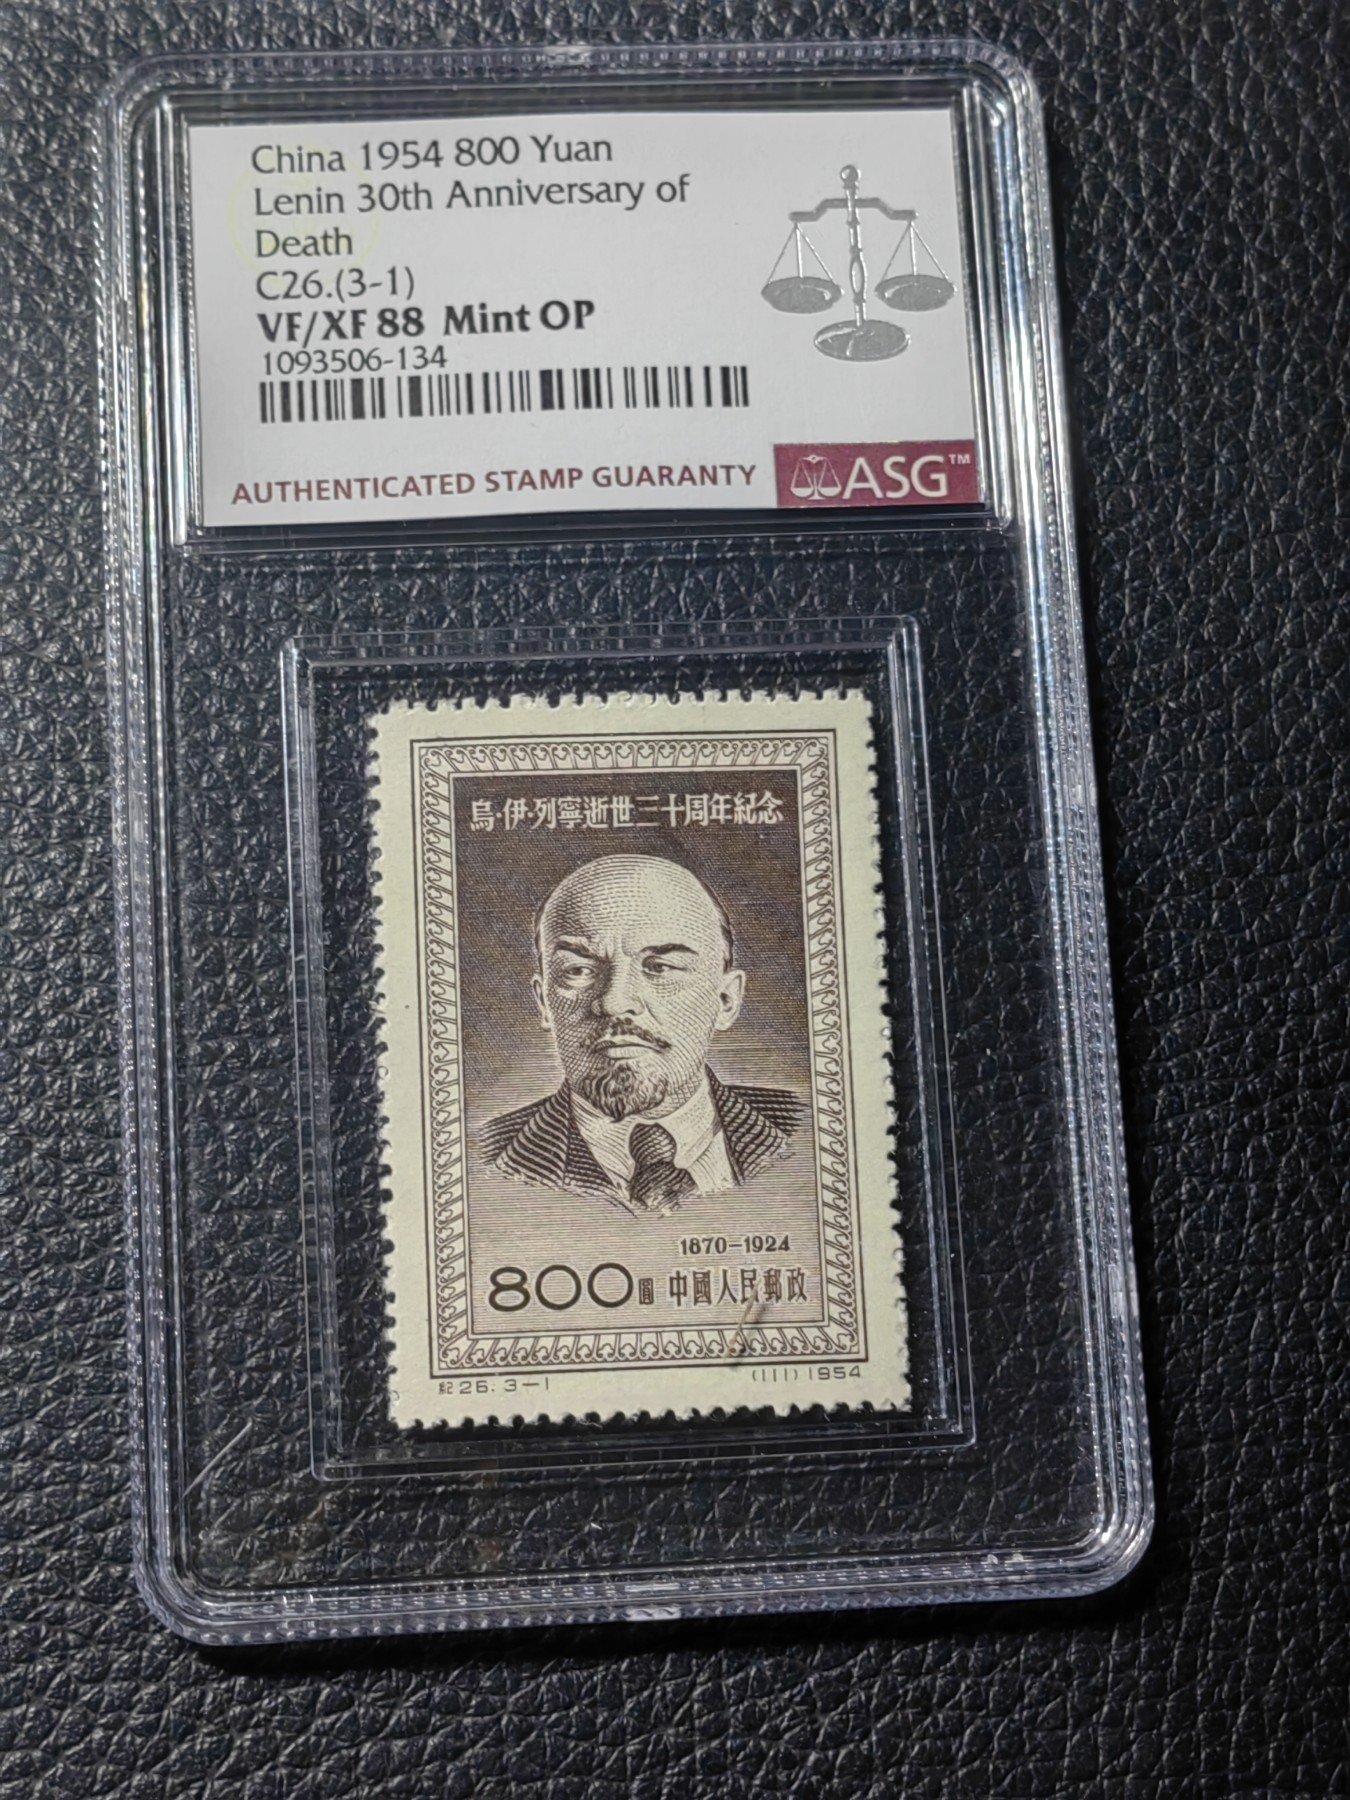 China 1954 800 Yuan
Lenin 30th Anniversary of
Death
C26.(3-1)
VF/XF 88 Mint OP
1093506-134
AUTHENTICATED STAMP GUARANTY
ASG™
烏·伊·列寧逝世三十周年紀念
1870-1924
800圓 中國人民郵政
紀26. 3-1
(111) 1954